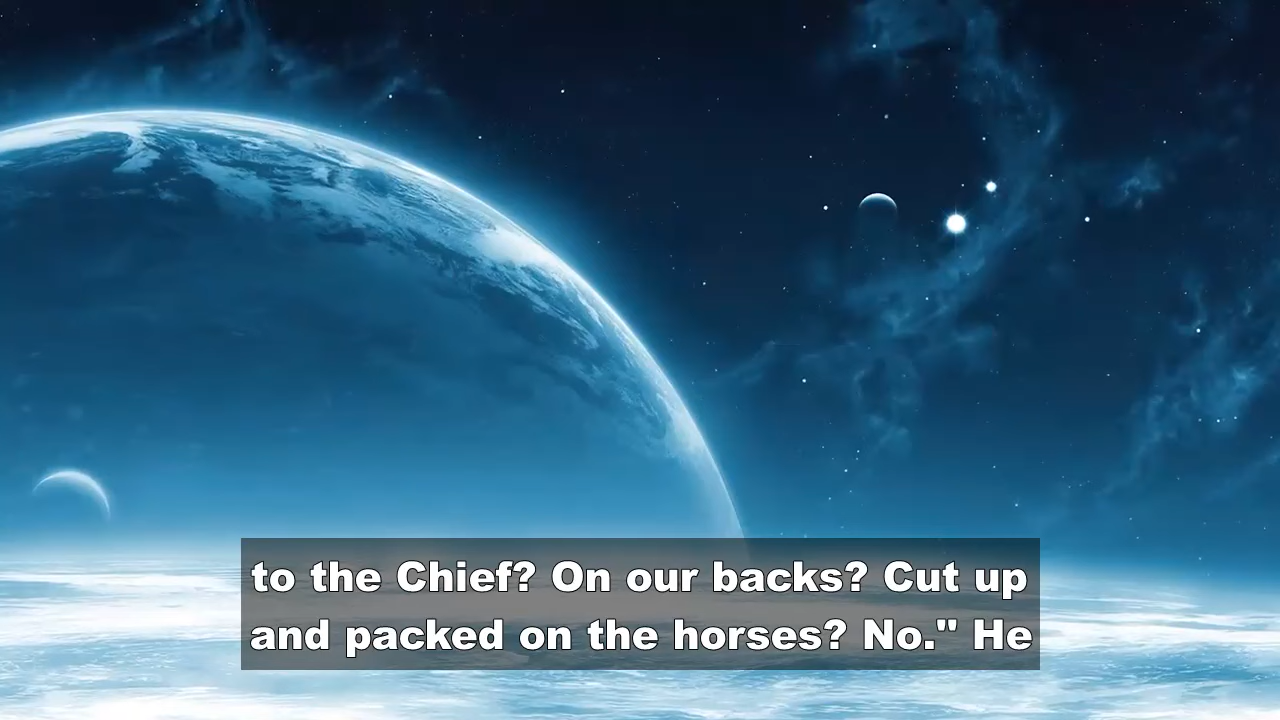 to the Chief? On our backs? Cut up
and packed on the horses? No." He